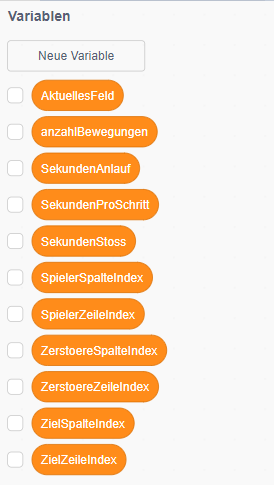 Variablen
Neue Variable
AktuellesFeld
anzahlBewegungen
SekundenAnlauf
SekundenProSchritt
SekundenStoss
SpielerSpalteIndex
SpielerZeileIndex
ZerstoereSpalteIndex
ZerstoereZeileIndex
ZielSpalteIndex
ZielZeileIndex